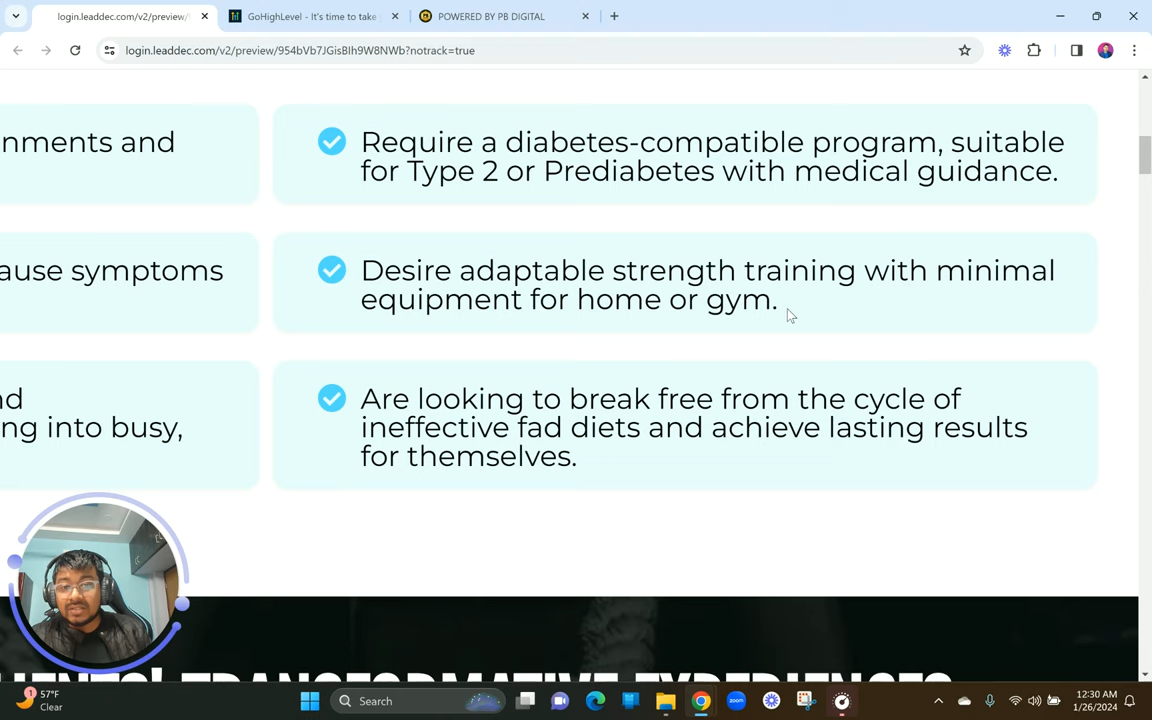 login.leaddec.com/v2/preview/
GoHighLevel - It's time to take
POWERED BY PB DIGITAL
login.leaddec.com/v2/preview/954bVb7JGisBIh9W8NWb?notrack=true
nments and
Require a diabetes-compatible program, suitable
for Type 2 or Prediabetes with medical guidance.
ause symptoms
Desire adaptable strength training with minimal
equipment for home or gym.
nd
ng into busy,
Are looking to break free from the cycle of
ineffective fad diets and achieve lasting results
for themselves.
TRANSFORMATIVE EXPERIENCES
1
57°F
Clear
Search
12:30 AM
1/26/2024